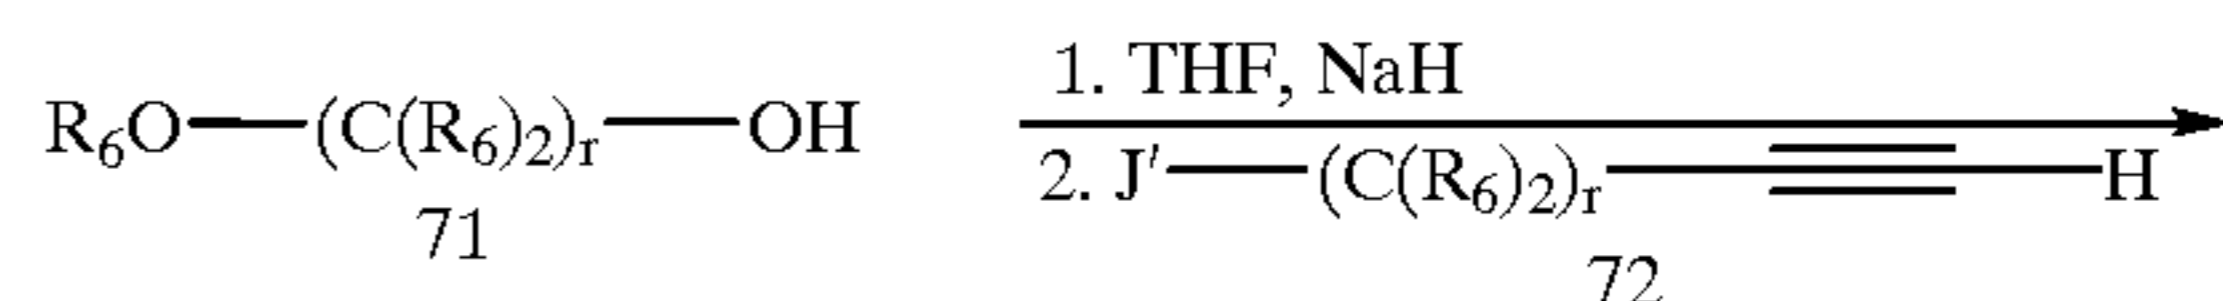 1. THF, NaH
R₆O—(C(R₆)₂)ᵣ—OH
2. J′—(C(R₆)₂)ᵣ—≡—H
71
72